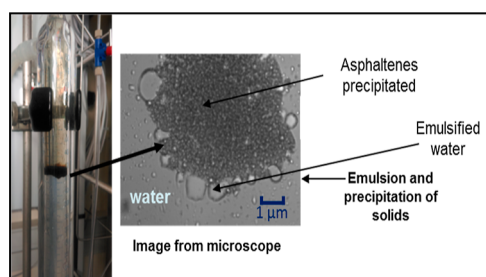 Asphaltenes
precipitated
Emulsified
water
Emulsion and
precipitation of
solids
water
1 µm
Image from microscope